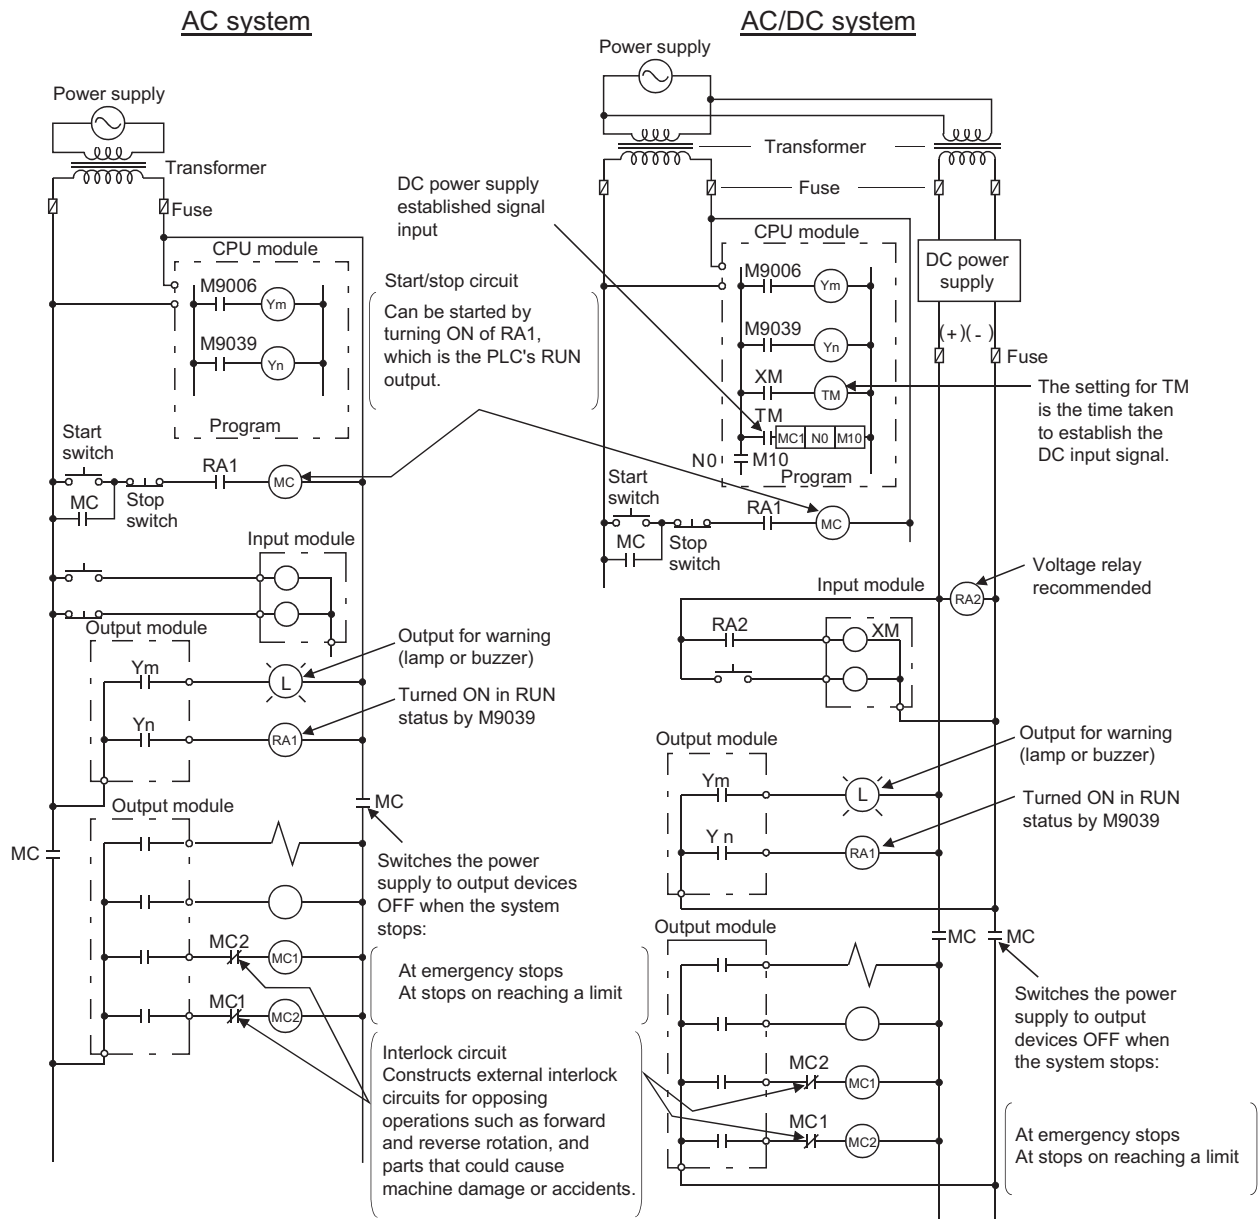 AC system
Power supply
Transformer
Fuse
CPU module
M9006
Ym
M9039
Yn
Program
Start/stop circuit
Can be started by
turning ON of RA1,
which is the PLC's RUN
output.
Start
switch
RA1
MC
MC
Stop
switch
Input module
Output module
Ym
L
Yn
RA1
Output for warning
(lamp or buzzer)
Turned ON in RUN
status by M9039
Output module
MC
MC
Switches the power
supply to output devices
OFF when the system
stops:
MC2
MC1
MC1
MC2
At emergency stops
At stops on reaching a limit
Interlock circuit
Constructs external interlock
circuits for opposing
operations such as forward
and reverse rotation, and
parts that could cause
machine damage or accidents.
AC/DC system
Power supply
Transformer
Fuse
DC power supply
established signal
input
CPU module
M9006
Ym
M9039
Yn
XM
TM
TM
MC1 N0 M10
N0
M10
Program
DC power
supply
(+)(-)
Fuse
The setting for TM
is the time taken
to establish the
DC input signal.
Start
switch
RA1
MC
MC
Stop
switch
Voltage relay
recommended
Input module
RA2
RA2
XM
Output module
Ym
L
Y n
RA1
Output for warning
(lamp or buzzer)
Turned ON in RUN
status by M9039
Output module
MC
MC
Switches the power
supply to output
devices OFF when
the system stops:
MC2
MC1
MC1
MC2
At emergency stops
At stops on reaching a limit